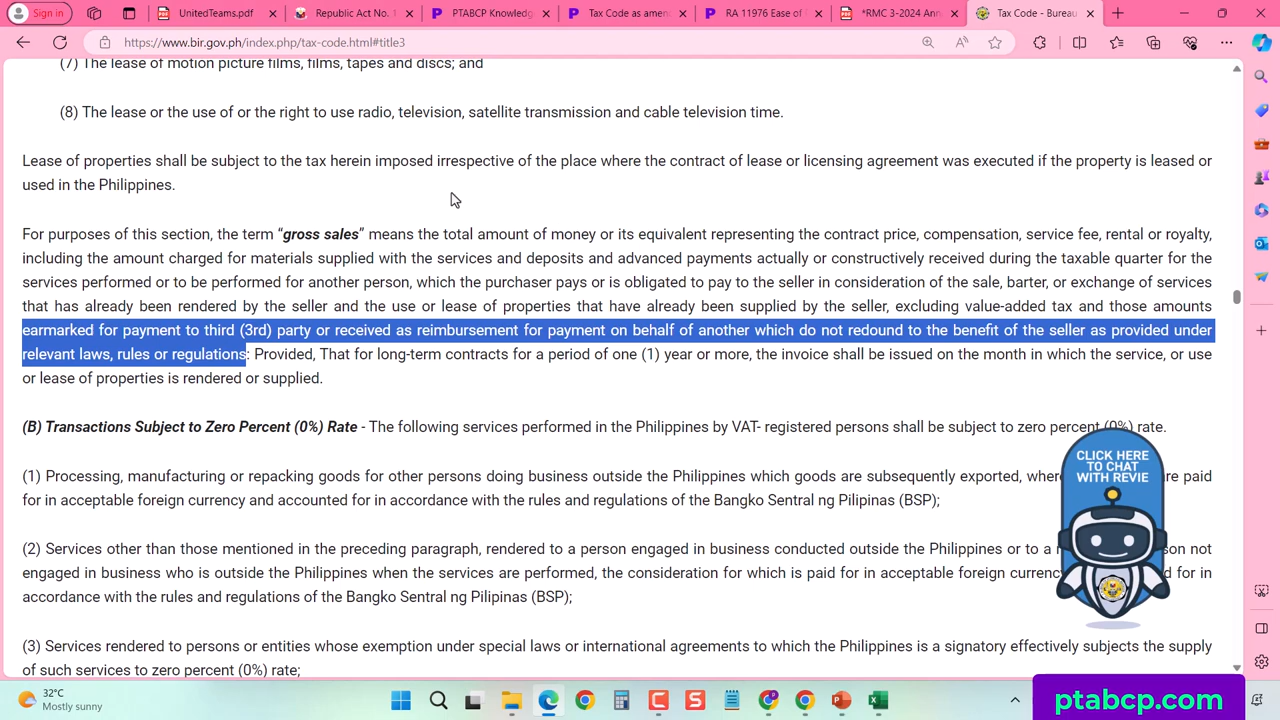 Sign in
UnitedTeams.pdf
Republic Act No. 1
PTABCP Knowledg
Tax Code as amend
RA 11976 Ease of P
*RMC 3-2024 Ann
Tax Code - Bureau
https://www.bir.gov.ph/index.php/tax-code.html#title3
(7) The lease of motion picture films, films, tapes and discs; and
(8) The lease or the use of or the right to use radio, television, satellite transmission and cable television time.
Lease of properties shall be subject to the tax herein imposed irrespective of the place where the contract of lease or licensing agreement was executed if the property is leased or
used in the Philippines.
For purposes of this section, the term “gross sales” means the total amount of money or its equivalent representing the contract price, compensation, service fee, rental or royalty,
including the amount charged for materials supplied with the services and deposits and advanced payments actually or constructively received during the taxable quarter for the
services performed or to be performed for another person, which the purchaser pays or is obligated to pay to the seller in consideration of the sale, barter, or exchange of services
that has already been rendered by the seller and the use or lease of properties that have already been supplied by the seller, excluding value-added tax and those amounts
earmarked for payment to third (3rd) party or received as reimbursement for payment on behalf of another which do not redound to the benefit of the seller as provided under
relevant laws, rules or regulations: Provided, That for long-term contracts for a period of one (1) year or more, the invoice shall be issued on the month in which the service, or use
or lease of properties is rendered or supplied.
(B) Transactions Subject to Zero Percent (0%) Rate - The following services performed in the Philippines by VAT- registered persons shall be subject to zero percent (0%) rate.
(1) Processing, manufacturing or repacking goods forother persons doing business outside the Philippines which goods are subsequently exported, where re paid
for in acceptable foreign currency and accounted for in accordance with the rules and regulations of the Bangko Sentral ng Pilipinas (BSP);
(2) Services other than those mentioned in the preceding paragraph, rendered to a person engaged in business conducted outside the Philippines or to a son not
engaged in business who is outside the Philippines when the services are performed, the consideration for which is paid for in acceptable foreign currenc d for in
accordance with the rules and regulations of the Bangko Sentral ng Pilipinas (BSP);
(3) Services rendered to persons or entities whose exemption under special laws or international agreements to which the Philippines is a signatory effectively subjects the supply
of such services to zero percent (0%) rate;
CLICK HERE
TO CHAT
WITH REVIE
32°C
Mostly sunny
ptabcp.com